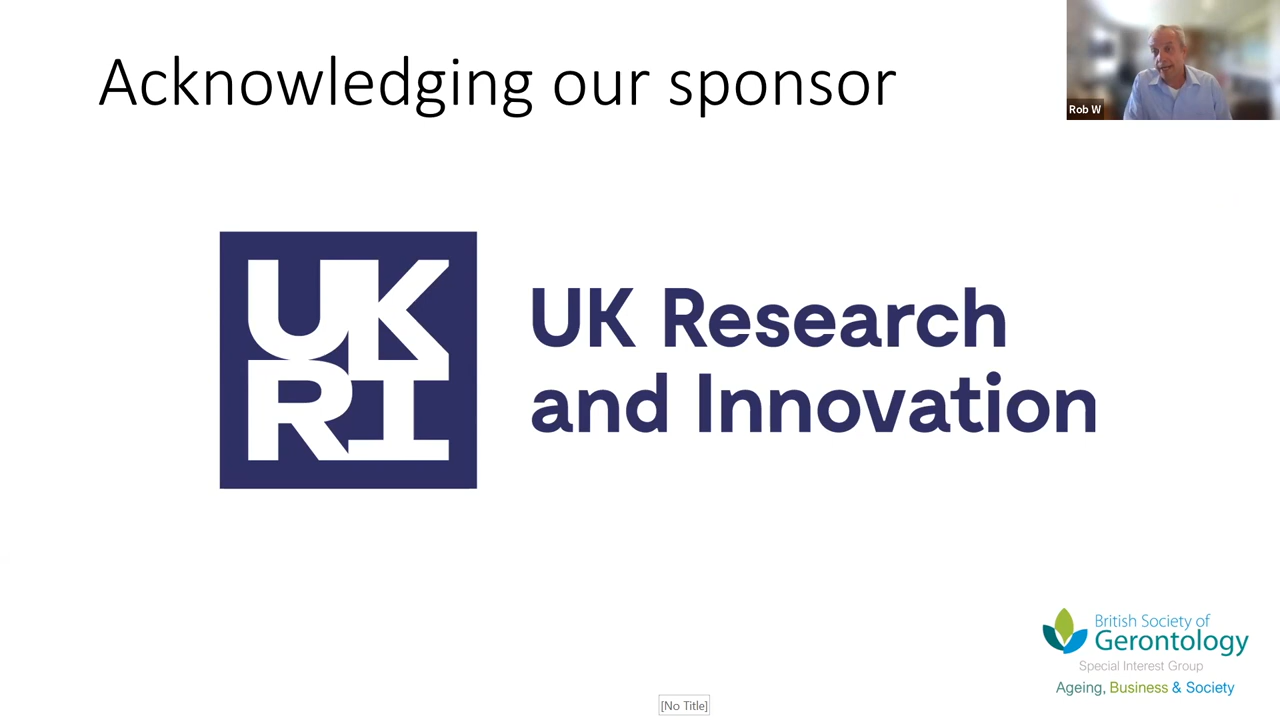 Acknowledging our sponsor
Rob W
UK
RI
UK Research
and Innovation
British Society of
Gerontology
Special Interest Group
Ageing, Business & Society
[No Title]